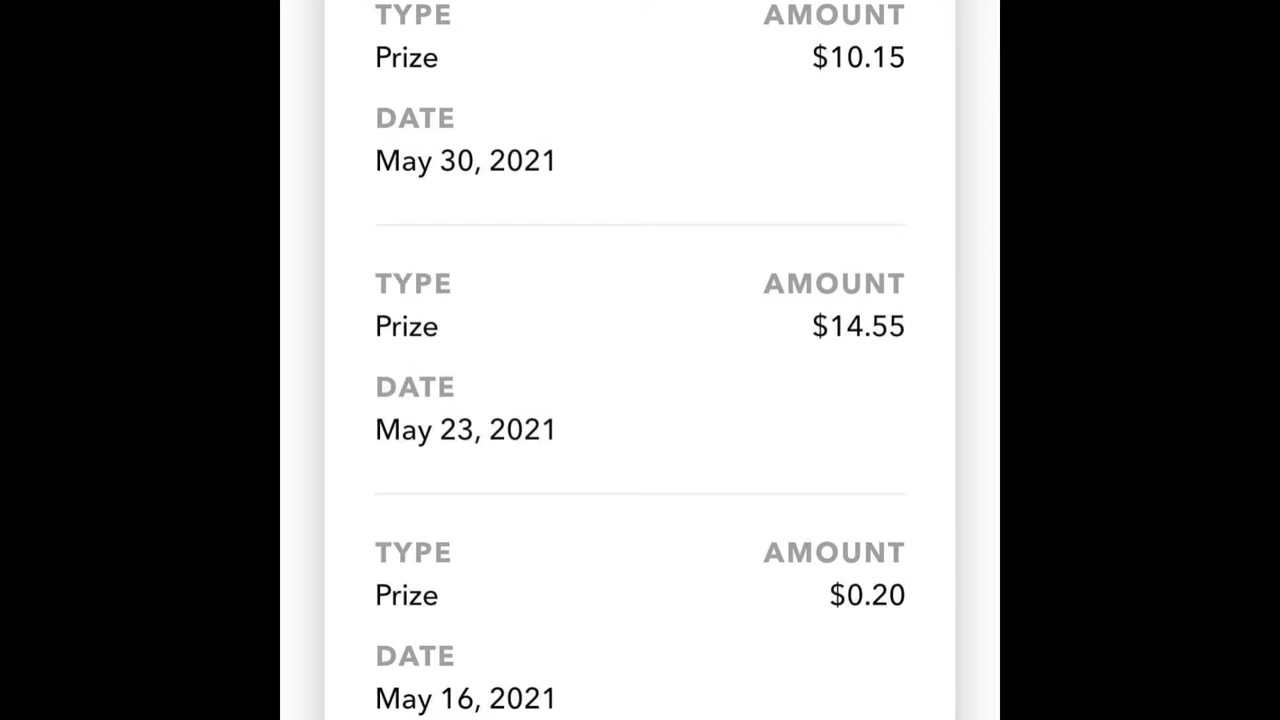 TYPE AMOUNT
Prize $10.15
DATE
May 30, 2021
TYPE AMOUNT
Prize $14.55
DATE
May 23, 2021
TYPE AMOUNT
Prize $0.20
DATE
May 16, 2021